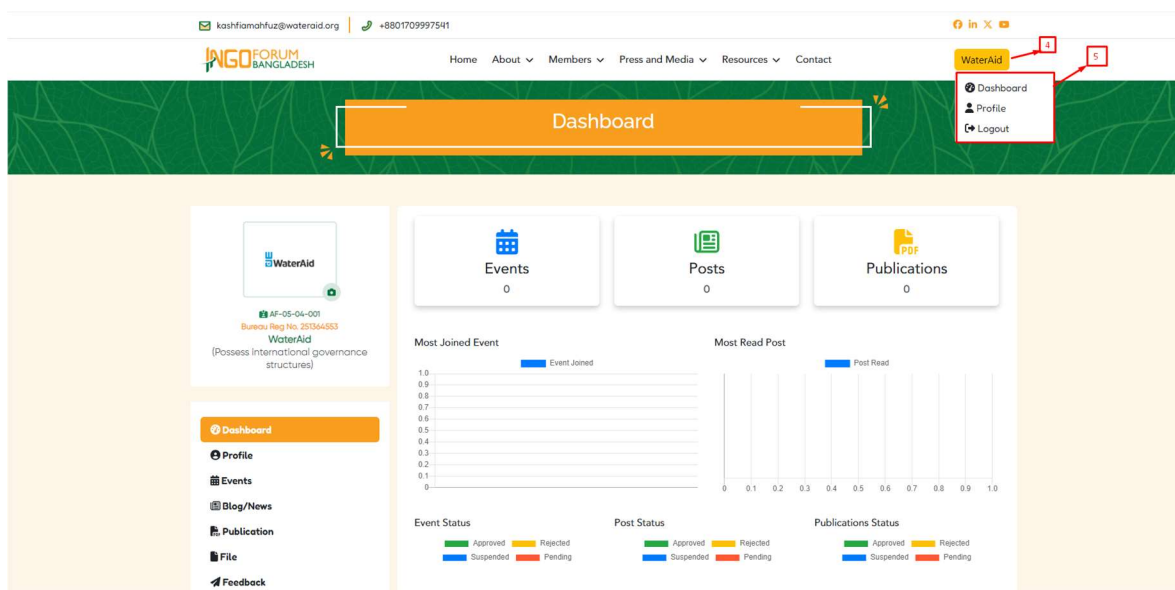 kashfiamahfuz@wateraid.org +8801709997541
INGO FORUM BANGLADESH
Home About Members Press and Media Resources Contact
WaterAid
4
5
Dashboard
Profile
Logout
Dashboard
WaterAid
AF-05-04-001
Bureau Reg No. 251364553
WaterAid
(Possess international governance
structures)
Dashboard
Profile
Events
Blog/News
Publication
File
Feedback
Events
0
Posts
0
PDF
Publications
0
Most Joined Event
Event Joined
1.0
0.9
0.8
0.7
0.6
0.5
0.4
0.3
0.2
0.1
0
Most Read Post
Post Read
0 0.1 0.2 0.3 0.4 0.5 0.6 0.7 0.8 0.9 1.0
Event Status
Approved Rejected
Suspended Pending
Post Status
Approved Rejected
Suspended Pending
Publications Status
Approved Rejected
Suspended Pending